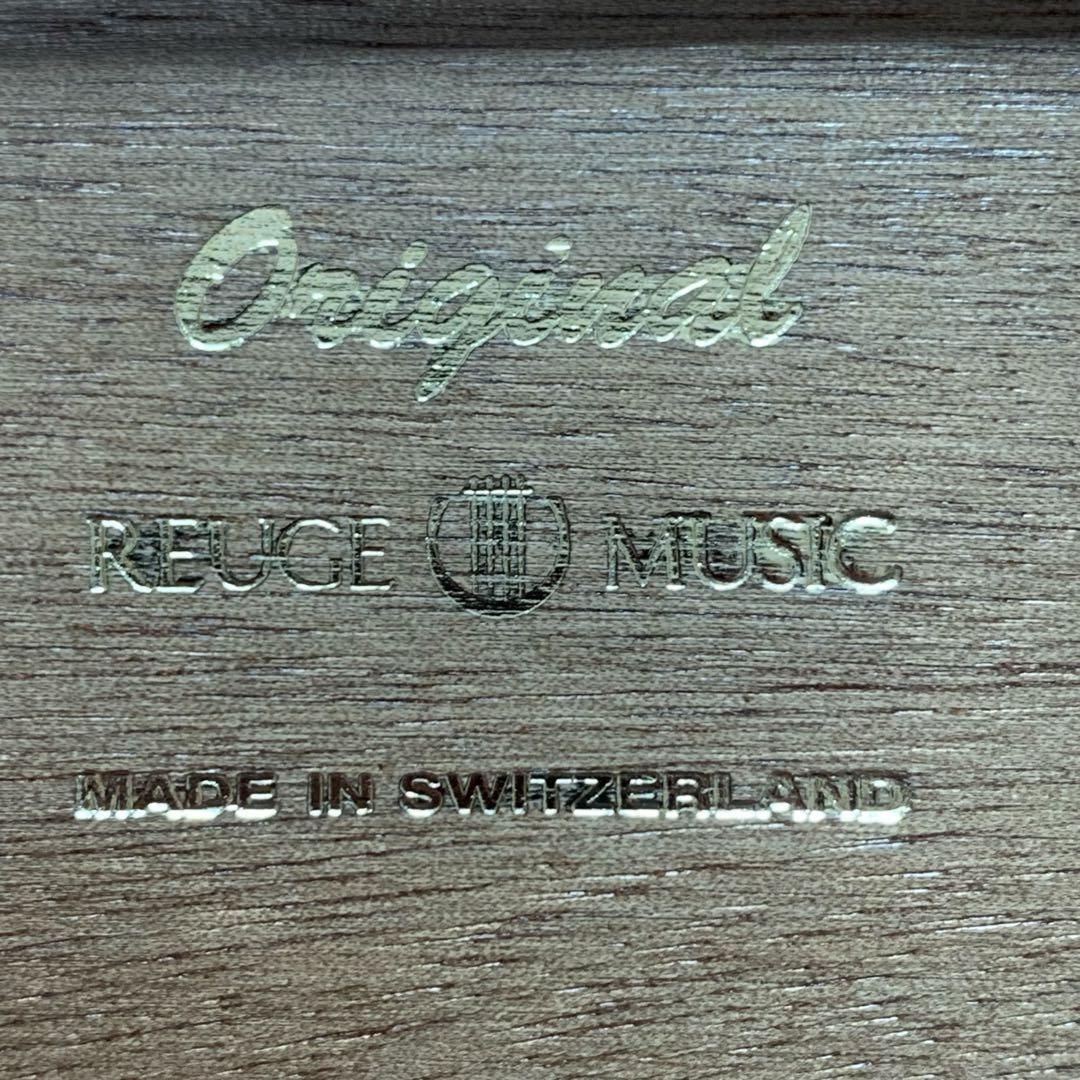 Original
REUGE MUSIC
MADE IN SWITZERLAND